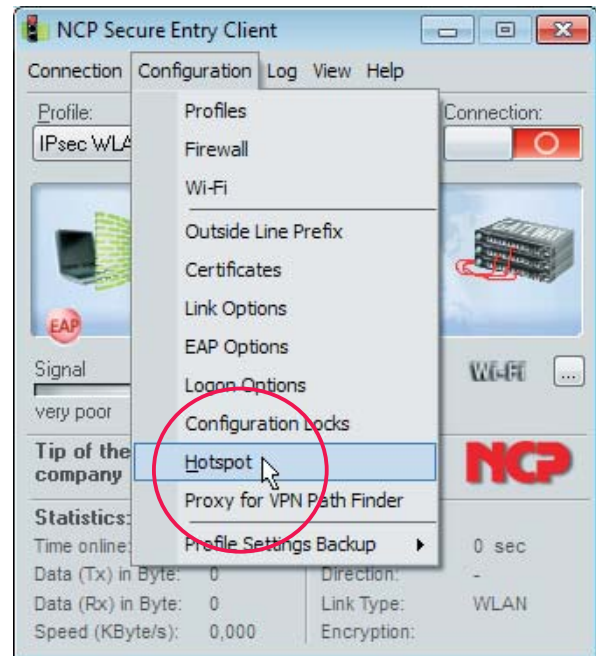 NCP Secure Entry Client
Connection Configuration Log View Help
Profile:
Connection:
IPsec WLA
Profiles
Firewall
Wi-Fi
Outside Line Prefix
Certificates
Link Options
EAP Options
Logon Options
Configuration Locks
Hotspot
Proxy for VPN Path Finder
Profile Settings Backup
GATEWAY
EAP
Signal
Wi-Fi ...
very poor
Tip of the
company
NCP
Statistics:
Time online: 0 sec
Data (Tx) in Byte: 0 Direction: -
Data (Rx) in Byte: 0 Link Type: WLAN
Speed (KByte/s): 0,000 Encryption: